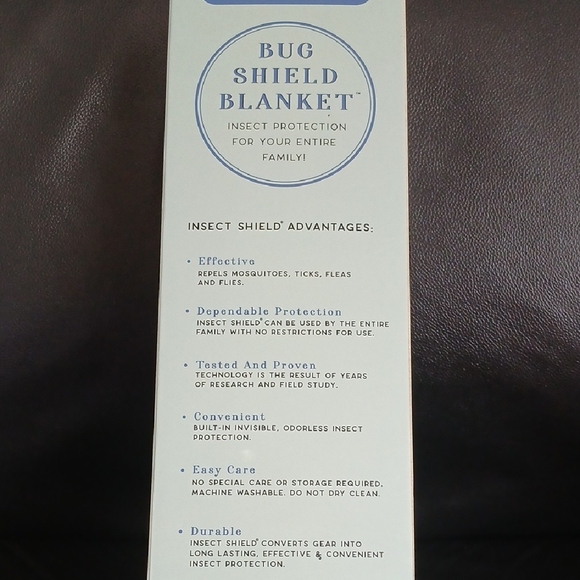 BUG
SHIELD
BLANKET™
INSECT PROTECTION
FOR YOUR ENTIRE
FAMILY!
INSECT SHIELD® ADVANTAGES:
• Effective
REPELS MOSQUITOES, TICKS, FLEAS
AND FLIES.
• Dependable Protection
INSECT SHIELD® CAN BE USED BY THE ENTIRE
FAMILY WITH NO RESTRICTIONS FOR USE.
• Tested And Proven
TECHNOLOGY IS THE RESULT OF YEARS
OF RESEARCH AND FIELD STUDY.
• Convenient
BUILT-IN INVISIBLE, ODORLESS INSECT
PROTECTION.
• Easy Care
NO SPECIAL CARE OR STORAGE REQUIRED.
MACHINE WASHABLE. DO NOT DRY CLEAN.
• Durable
INSECT SHIELD® CONVERTS GEAR INTO
LONG LASTING, EFFECTIVE & CONVENIENT
INSECT PROTECTION.